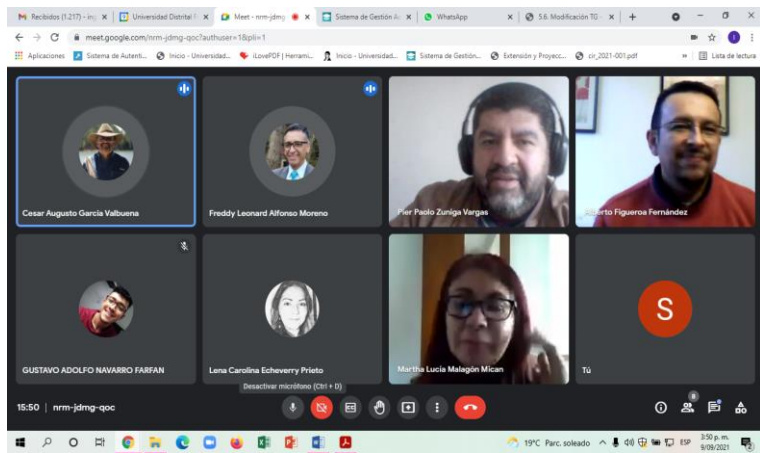 Recibidos (1.217) - in
Universidad Distrital F
Meet - nrm-jdmg
Sistema de Gestión A
WhatsApp
5.6. Modificación TG
meet.google.com/nrm-jdmg-qoc?authuser=1&pli=1
Aplicaciones
Sistema de Autenti...
Inicio - Universidad...
iLovePDF | Herrami...
Inicio - Universidad...
Sistema de Gestión...
Extensión y Proyecc...
cir_2021-001.pdf
Lista de lectura
Cesar Augusto Garcia Valbuena
Freddy Leonard Alfonso Moreno
Pier Paolo Zuniga Vargas
Alberto Figueroa Fernández
GUSTAVO ADOLFO NAVARRO FARFAN
Lena Carolina Echeverry Prieto
Martha Lucia Malagón Mican
S
Tú
Desactivar micrófono (Ctrl + D)
15:50 | nrm-jdmg-qoc
8
19°C Parc. soleado
ESP
3:50 p. m.
9/09/2021